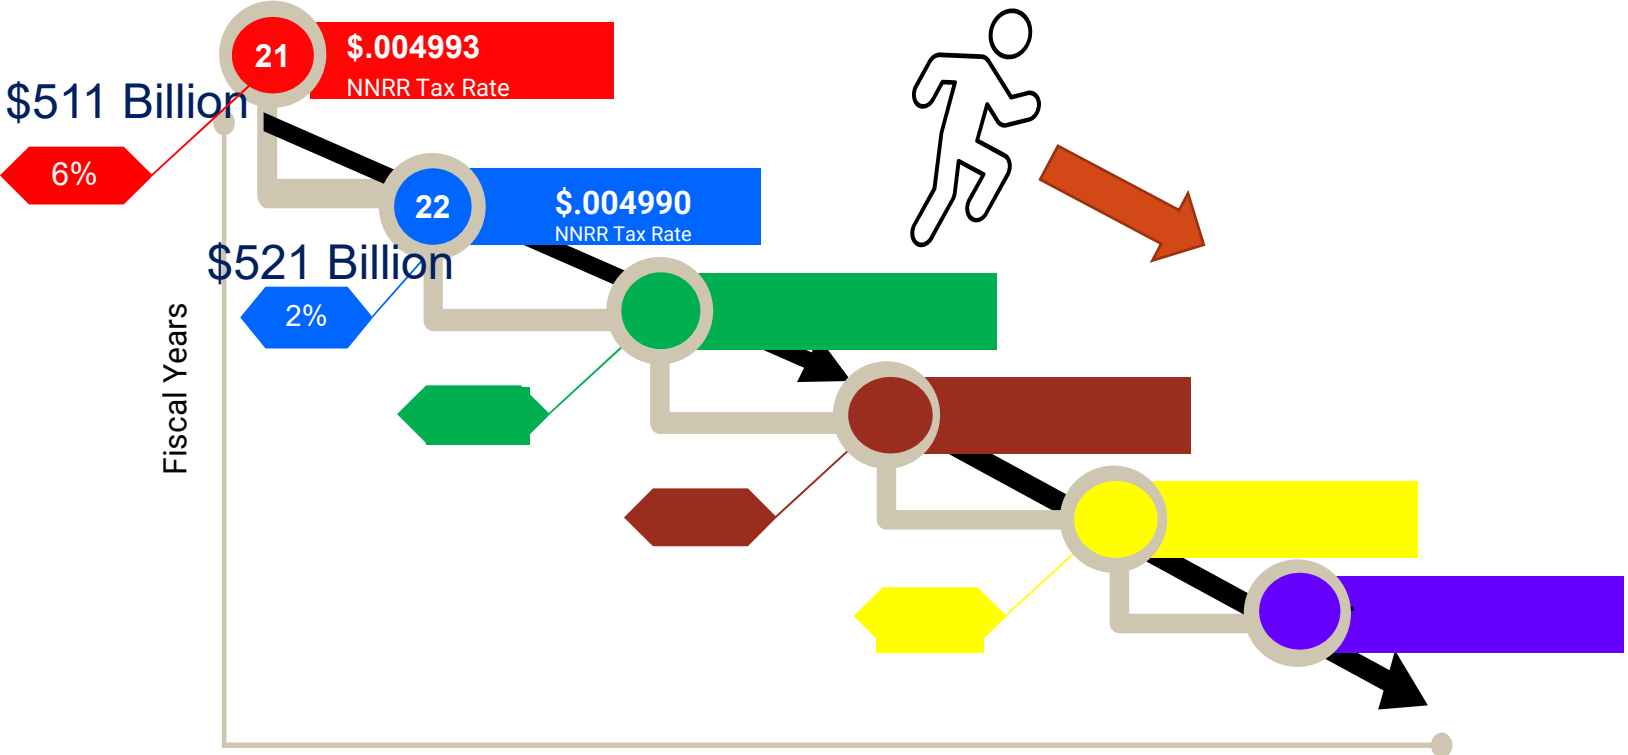 21
$.004993
NNRR Tax Rate
$511 Billion
6%
22
$.004990
NNRR Tax Rate
$521 Billion
2%
Fiscal Years